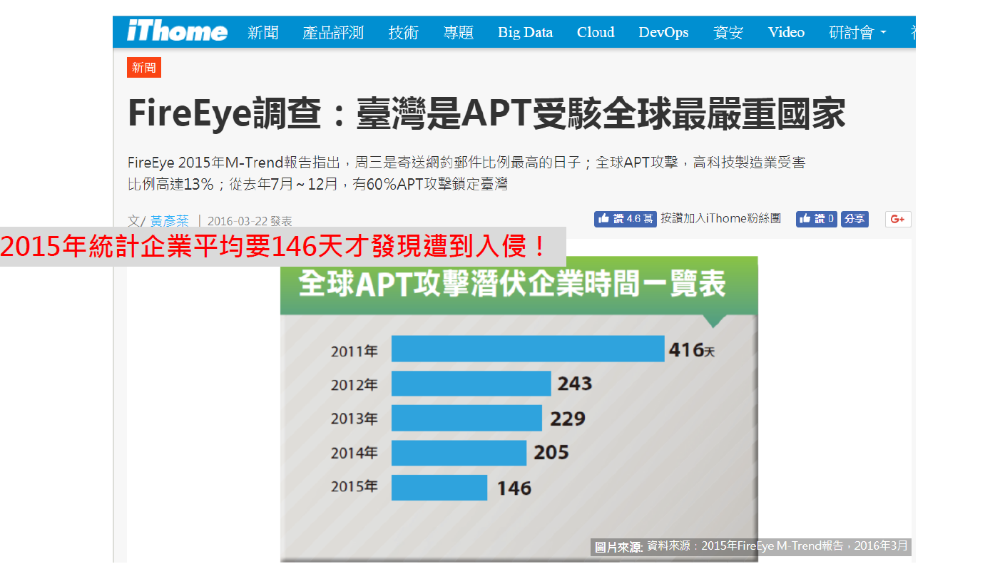 iThome 新聞 產品評測 技術 專題 Big Data Cloud DevOps 資安 Video 研討會
新聞
FireEye調查：臺灣是APT受駭全球最嚴重國家
FireEye 2015年M-Trend報告指出，周三是寄送網釣郵件比例最高的日子；全球APT攻擊，高科技製造業受害
比例高達13%；從去年7月～12月，有60%APT攻擊鎖定臺灣
文/ 黃彥棻 | 2016-03-22 發表
讚 4.6 萬 按讚加入iThome粉絲團 讚 0 分享 G+
2015年統計企業平均要146天才發現遭到入侵！
全球APT攻擊潛伏企業時間一覽表
2011年 416天
2012年 243
2013年 229
2014年 205
2015年 146
圖片來源: 資料來源：2015年FireEye M-Trend報告，2016年3月